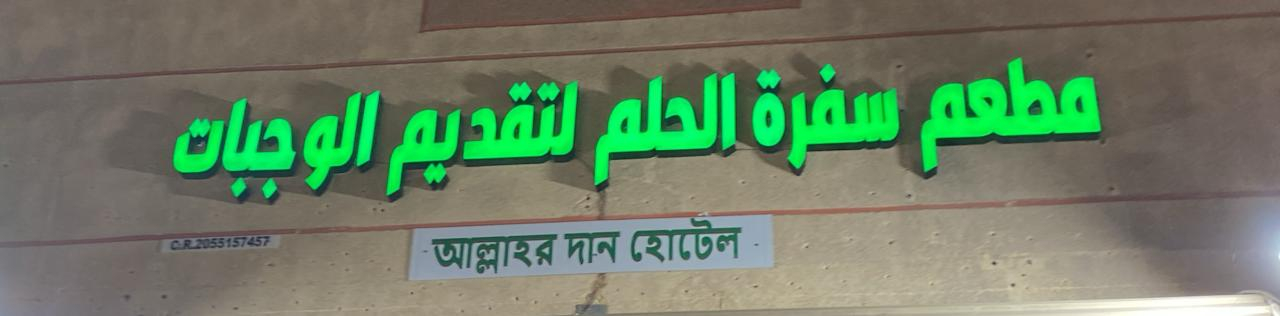 مطعم سفرة الحلم لتقديم الوجبات
C.R.2055157457
- আল্লাহর দান হোটেল -